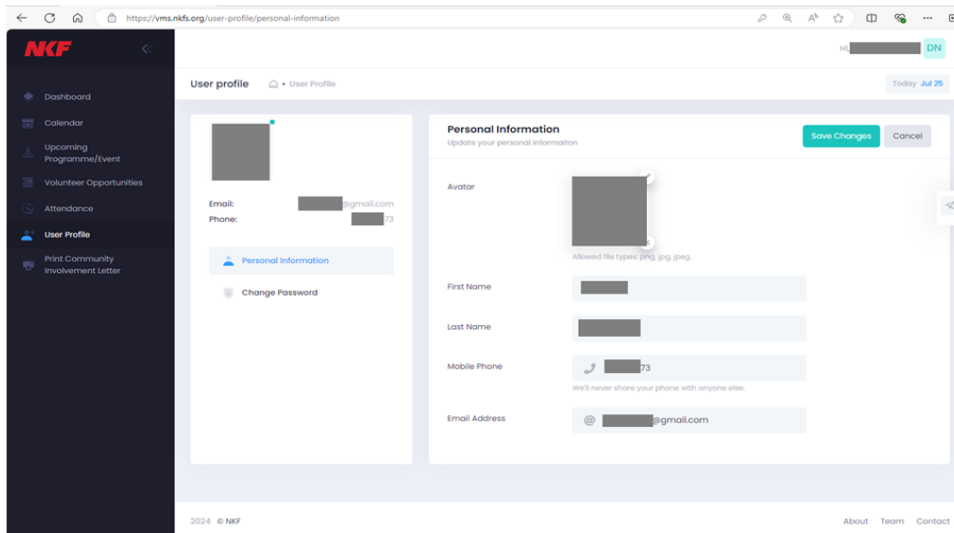 https://vms.nkfs.org/user-profile/personal-information
NKF
Hi,
DN
User profile
• User Profile
Today Jul 25
Dashboard
Calendar
Upcoming
Programme/Event
Volunteer Opportunities
Attendance
User Profile
Print Community
Involvement Letter
Email:
@gmail.com
Phone:
73
Personal Information
Change Password
Personal Information
Update your personal informaiton
Save Changes
Cancel
Avatar
Allowed file types: png, jpg, jpeg.
First Name
Last Name
Mobile Phone
73
We'll never share your phone with anyone else.
Email Address
@ @gmail.com
2024 © NKF
About Team Contact